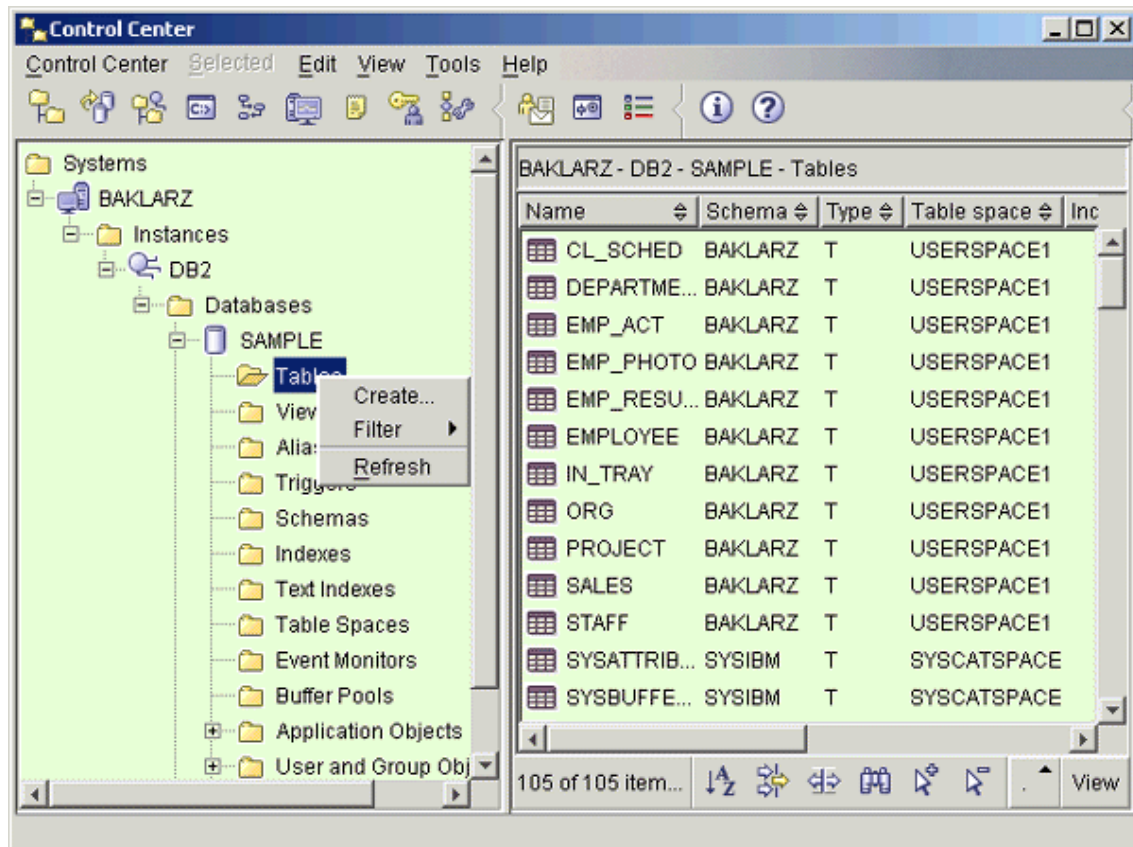 Control Center
Control Center Selected Edit View Tools Help
Systems
BAKLARZ
Instances
DB2
Databases
SAMPLE
Tables
View
Alia
Triggers
Schemas
Indexes
Text Indexes
Table Spaces
Event Monitors
Buffer Pools
Application Objects
User and Group Obj
Create...
Filter
Refresh
BAKLARZ - DB2 - SAMPLE - Tables
Name Schema Type Table space Inc
CL_SCHED BAKLARZ T USERSPACE1
DEPARTME... BAKLARZ T USERSPACE1
EMP_ACT BAKLARZ T USERSPACE1
EMP_PHOTO BAKLARZ T USERSPACE1
EMP_RESU... BAKLARZ T USERSPACE1
EMPLOYEE BAKLARZ T USERSPACE1
IN_TRAY BAKLARZ T USERSPACE1
ORG BAKLARZ T USERSPACE1
PROJECT BAKLARZ T USERSPACE1
SALES BAKLARZ T USERSPACE1
STAFF BAKLARZ T USERSPACE1
SYSATTRIB... SYSIBM T SYSCATSPACE
SYSBUFFE... SYSIBM T SYSCATSPACE
105 of 105 item... View